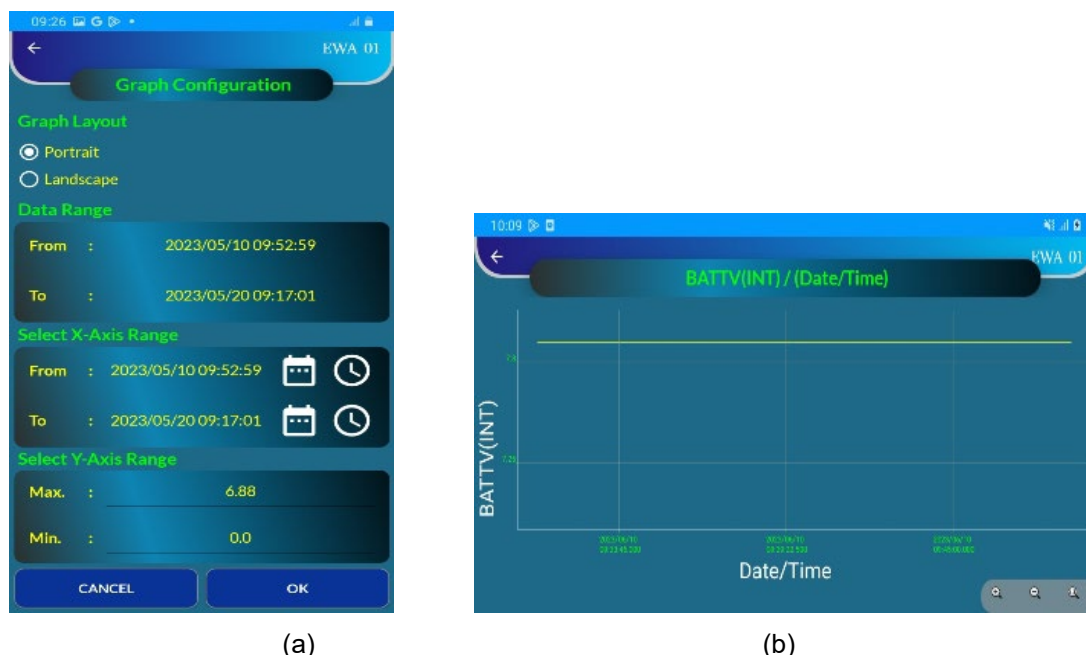 09:26
EWA 01
Graph Configuration
Graph Layout
Portrait
Landscape
Data Range
From : 2023/05/10 09:52:59
To : 2023/05/20 09:17:01
Select X-Axis Range
From : 2023/05/10 09:52:59
To : 2023/05/20 09:17:01
Select Y-Axis Range
Max. : 6.88
Min. : 0.0
CANCEL OK
(a)
10:09
EWA 01
BATTV(INT) / (Date/Time)
BATTV(INT)
Date/Time
(b)